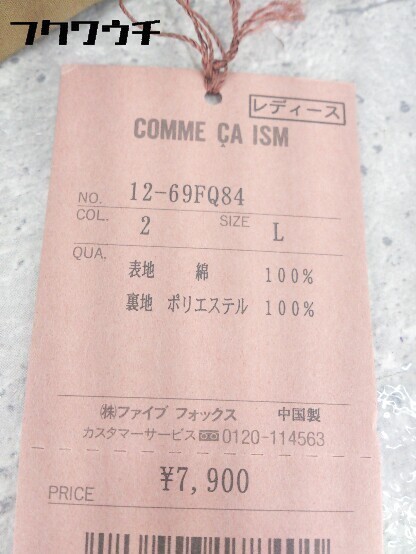 フクワウチ
レディース
COMME ÇA ISM
NO. 12-69FQ84
COL. 2 SIZE L
QUA.
表地 綿 100%
裏地 ポリエステル 100%
㈱ファイブ フォックス 中国製
カスタマーサービス 0120-114563
PRICE ¥7,900